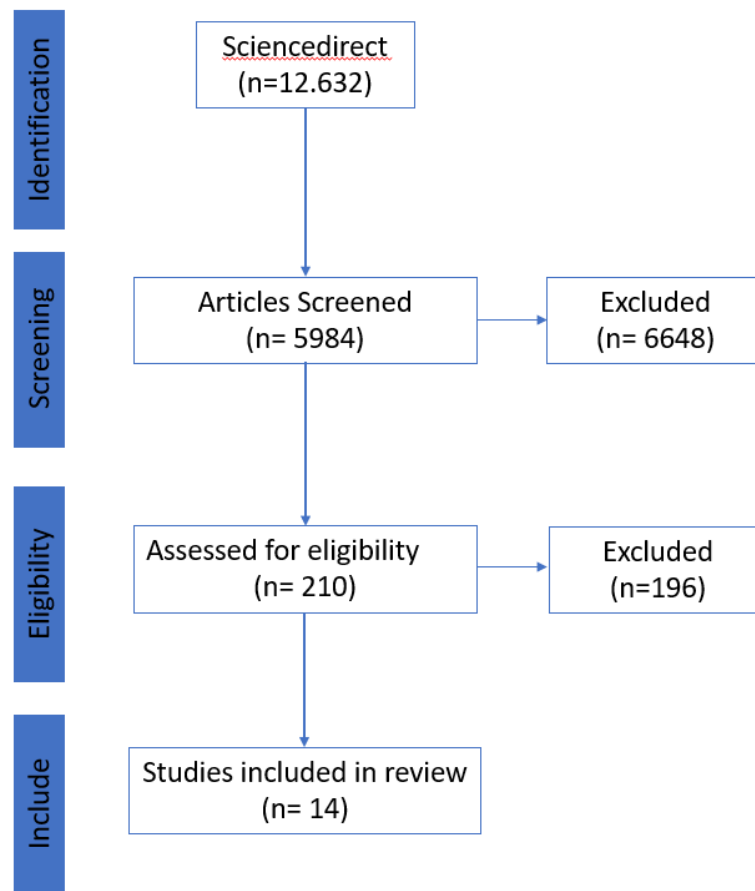 Identification
Sciencedirect
(n=12.632)
Screening
Articles Screened
(n= 5984)
Excluded
(n= 6648)
Eligibility
Assessed for eligibility
(n= 210)
Excluded
(n=196)
Include
Studies included in review
(n= 14)